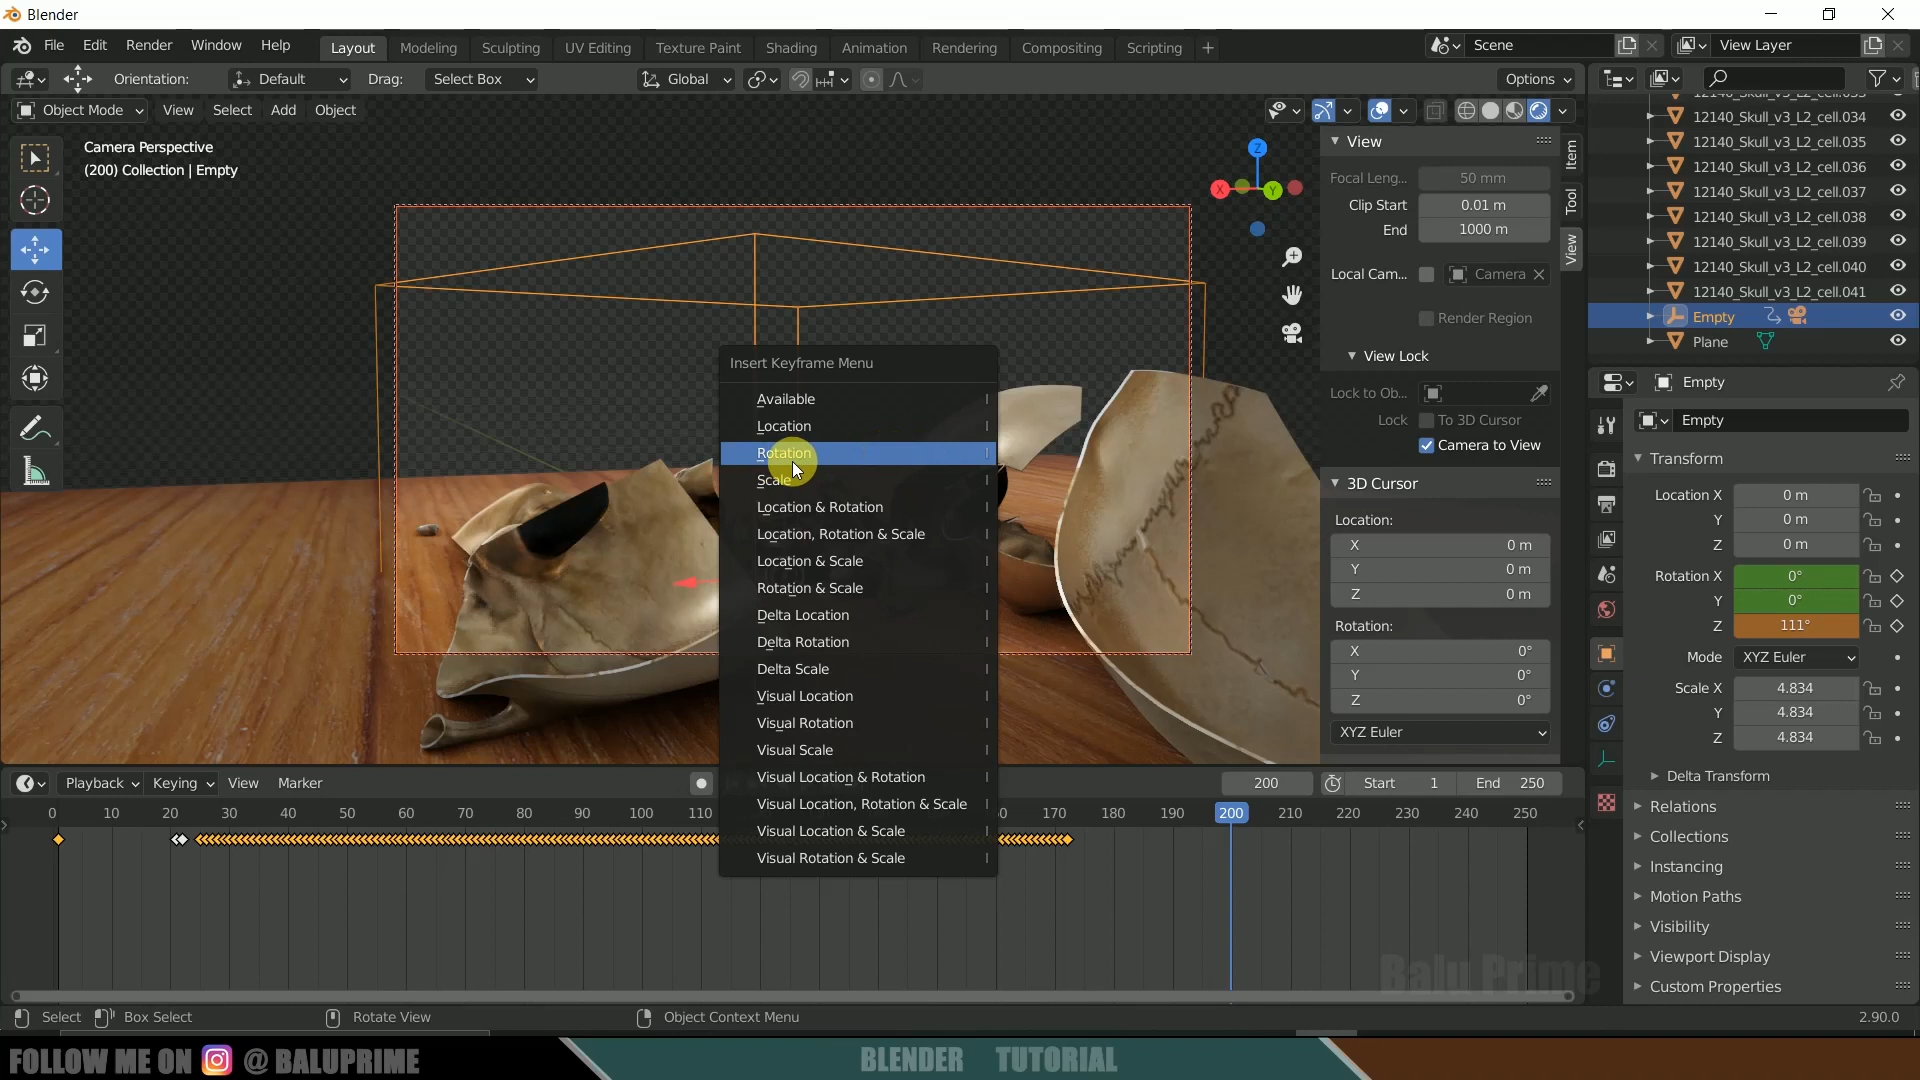 Blender
File Edit Render Window Help
Layout Modeling Sculpting UV Editing Texture Paint Shading Animation Rendering Compositing Scripting +
Scene View Layer
Orientation: Default Drag: Select Box Global Options
Object Mode View Select Add Object
Camera Perspective
(200) Collection | Empty
Z
X Y
View
Focal Leng... 50 mm
Clip Start 0.01 m
End 1000 m
Local Cam... Camera
Render Region
View Lock
Lock to Ob...
Lock To 3D Cursor
Camera to View
3D Cursor
Location:
X 0 m
Y 0 m
Z 0 m
Rotation:
X 0°
Y 0°
Z 0°
XYZ Euler
Item
Tool
View
12140_Skull_v3_L2_cell.033
12140_Skull_v3_L2_cell.034
12140_Skull_v3_L2_cell.035
12140_Skull_v3_L2_cell.036
12140_Skull_v3_L2_cell.037
12140_Skull_v3_L2_cell.038
12140_Skull_v3_L2_cell.039
12140_Skull_v3_L2_cell.040
12140_Skull_v3_L2_cell.041
Empty
Plane
Empty
Empty
Transform
Location X 0 m
Y 0 m
Z 0 m
Rotation X 0°
Y 0°
Z 111°
Mode XYZ Euler
Scale X 4.834
Y 4.834
Z 4.834
Delta Transform
Relations
Collections
Instancing
Motion Paths
Visibility
Viewport Display
Custom Properties
Insert Keyframe Menu
Available I
Location I
Rotation I
Scale I
Location & Rotation I
Location, Rotation & Scale I
Location & Scale I
Rotation & Scale I
Delta Location I
Delta Rotation I
Delta Scale I
Visual Location I
Visual Rotation I
Visual Scale I
Visual Location & Rotation I
Visual Location, Rotation & Scale I
Visual Location & Scale I
Visual Rotation & Scale I
Playback Keying View Marker 200 Start 1 End 250
0 10 20 30 40 50 60 70 80 90 100 110 170 180 190 200 210 220 230 240 250
Balu Prime
Select Box Select Rotate View Object Context Menu 2.90.0
FOLLOW ME ON @ BALUPRIME BLENDER TUTORIAL